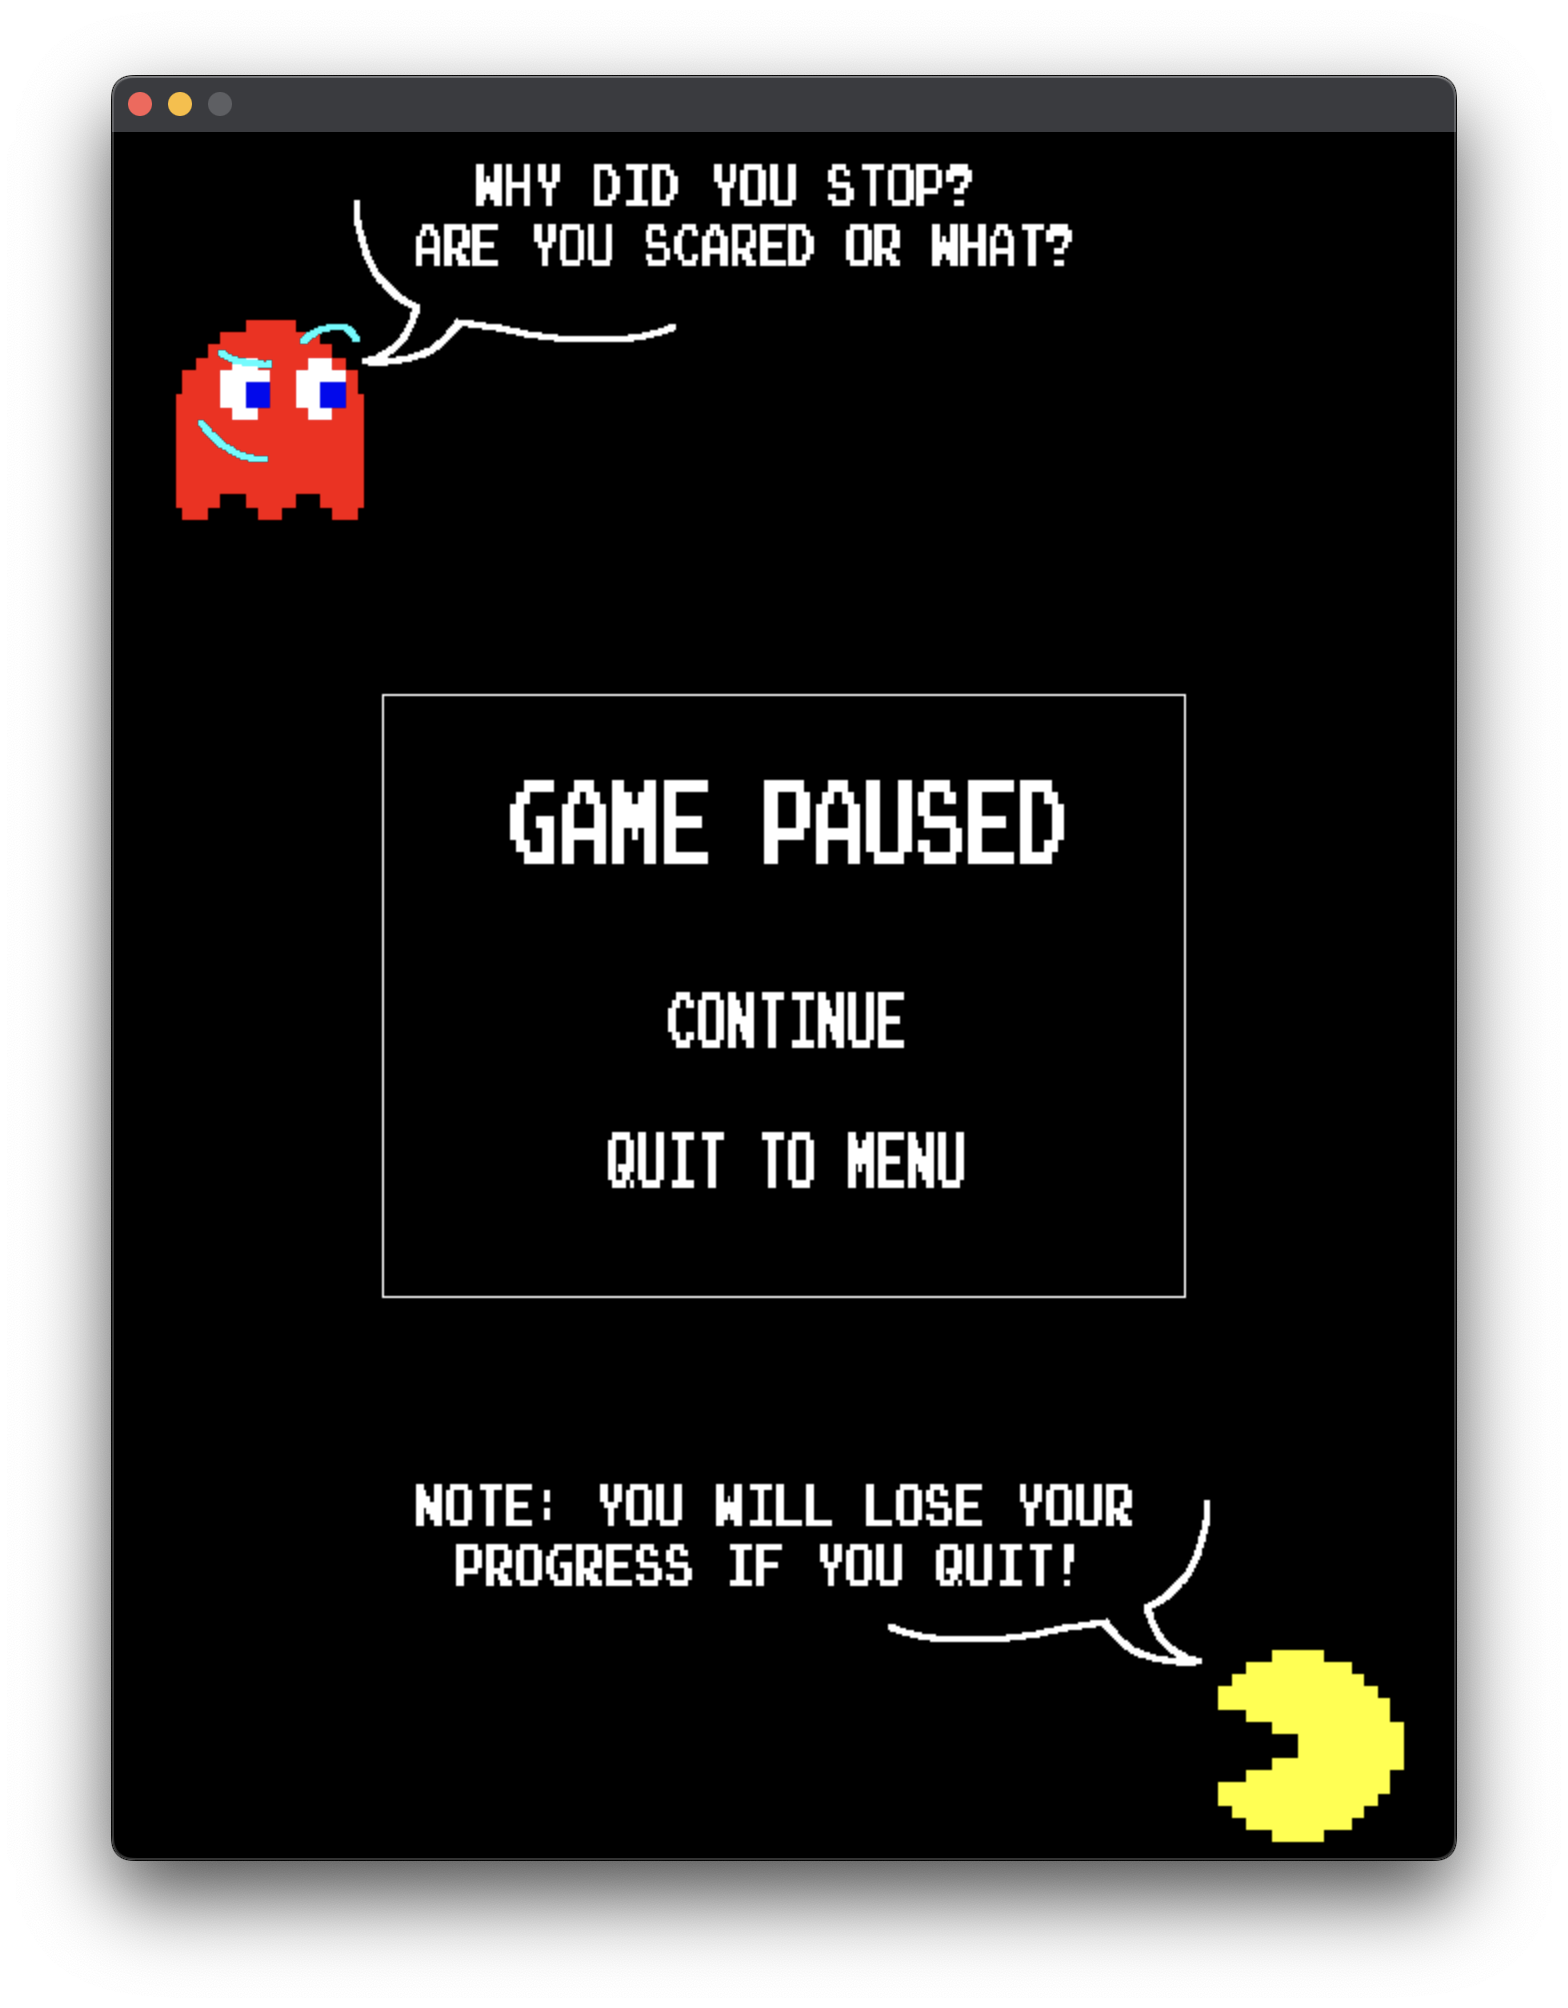 WHY DID YOU STOP?
ARE YOU SCARED OR WHAT?
GAME PAUSED
CONTINUE
QUIT TO MENU
NOTE: YOU WILL LOSE YOUR
PROGRESS IF YOU QUIT!